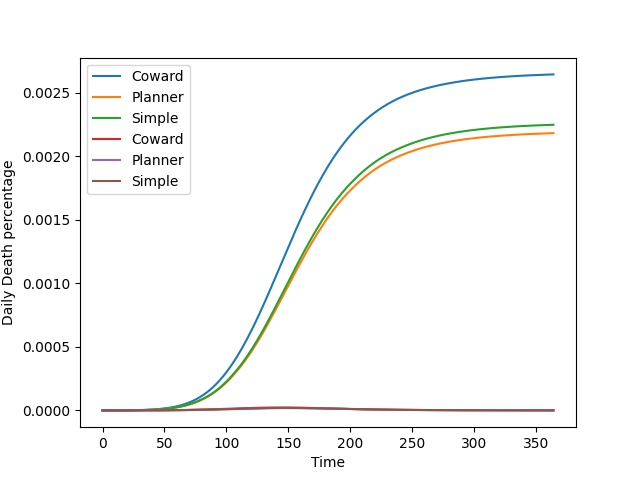 Coward
Planner
Simple
Coward
Planner
Simple
0.0025
0.0020
0.0015
0.0010
0.0005
0.0000
Daily Death percentage
0 50 100 150 200 250 300 350
Time